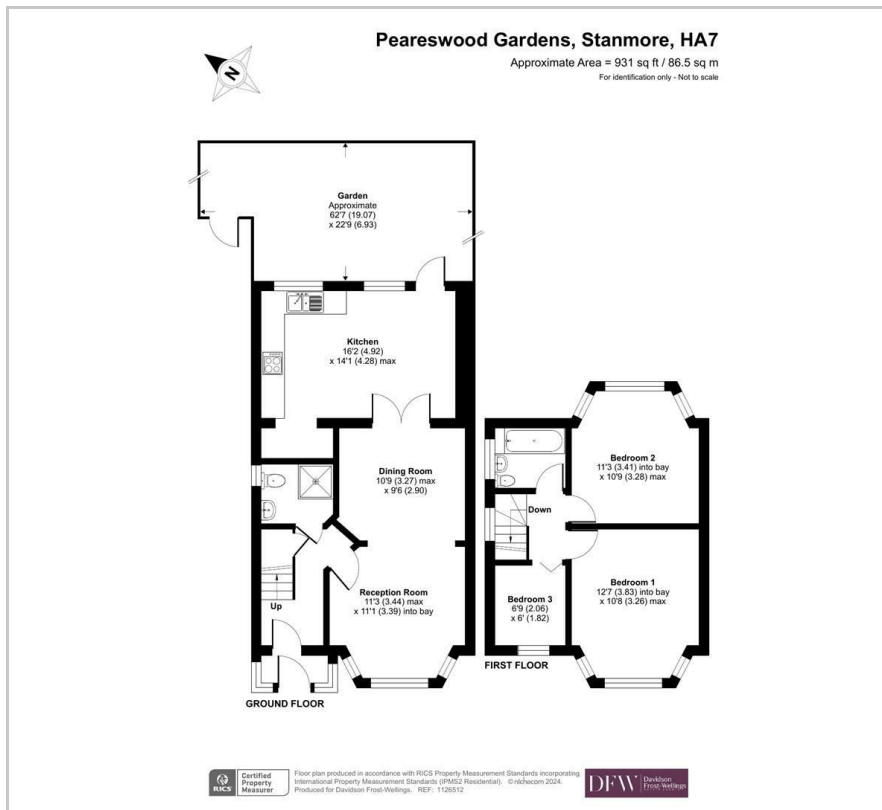 Peareswood Gardens, Stanmore, HA7
Approximate Area = 931 sq ft / 86.5 sq m
For identification only - Not to scale
N
Garden
Approximate
62'7 (19.07)
x 22'9 (6.93)
Kitchen
16'2 (4.92)
x 14'1 (4.28) max
Dining Room
10'9 (3.27) max
x 9'6 (2.90)
Reception Room
11'3 (3.44) max
x 11'1 (3.39) into bay
Up
GROUND FLOOR
Bedroom 2
11'3 (3.41) into bay
x 10'9 (3.28) max
Down
Bedroom 1
12'7 (3.83) into bay
x 10'8 (3.26) max
Bedroom 3
6'9 (2.06)
x 6' (1.82)
FIRST FLOOR
RICS
Certified
Property
Measurer
Floor plan produced in accordance with RICS Property Measurement Standards incorporating
International Property Measurement Standards (IPMS2 Residential). © nichecom 2024.
Produced for Davidson Frost-Wellings. REF: 1126512
DFW
Davidson
Frost-Wellings